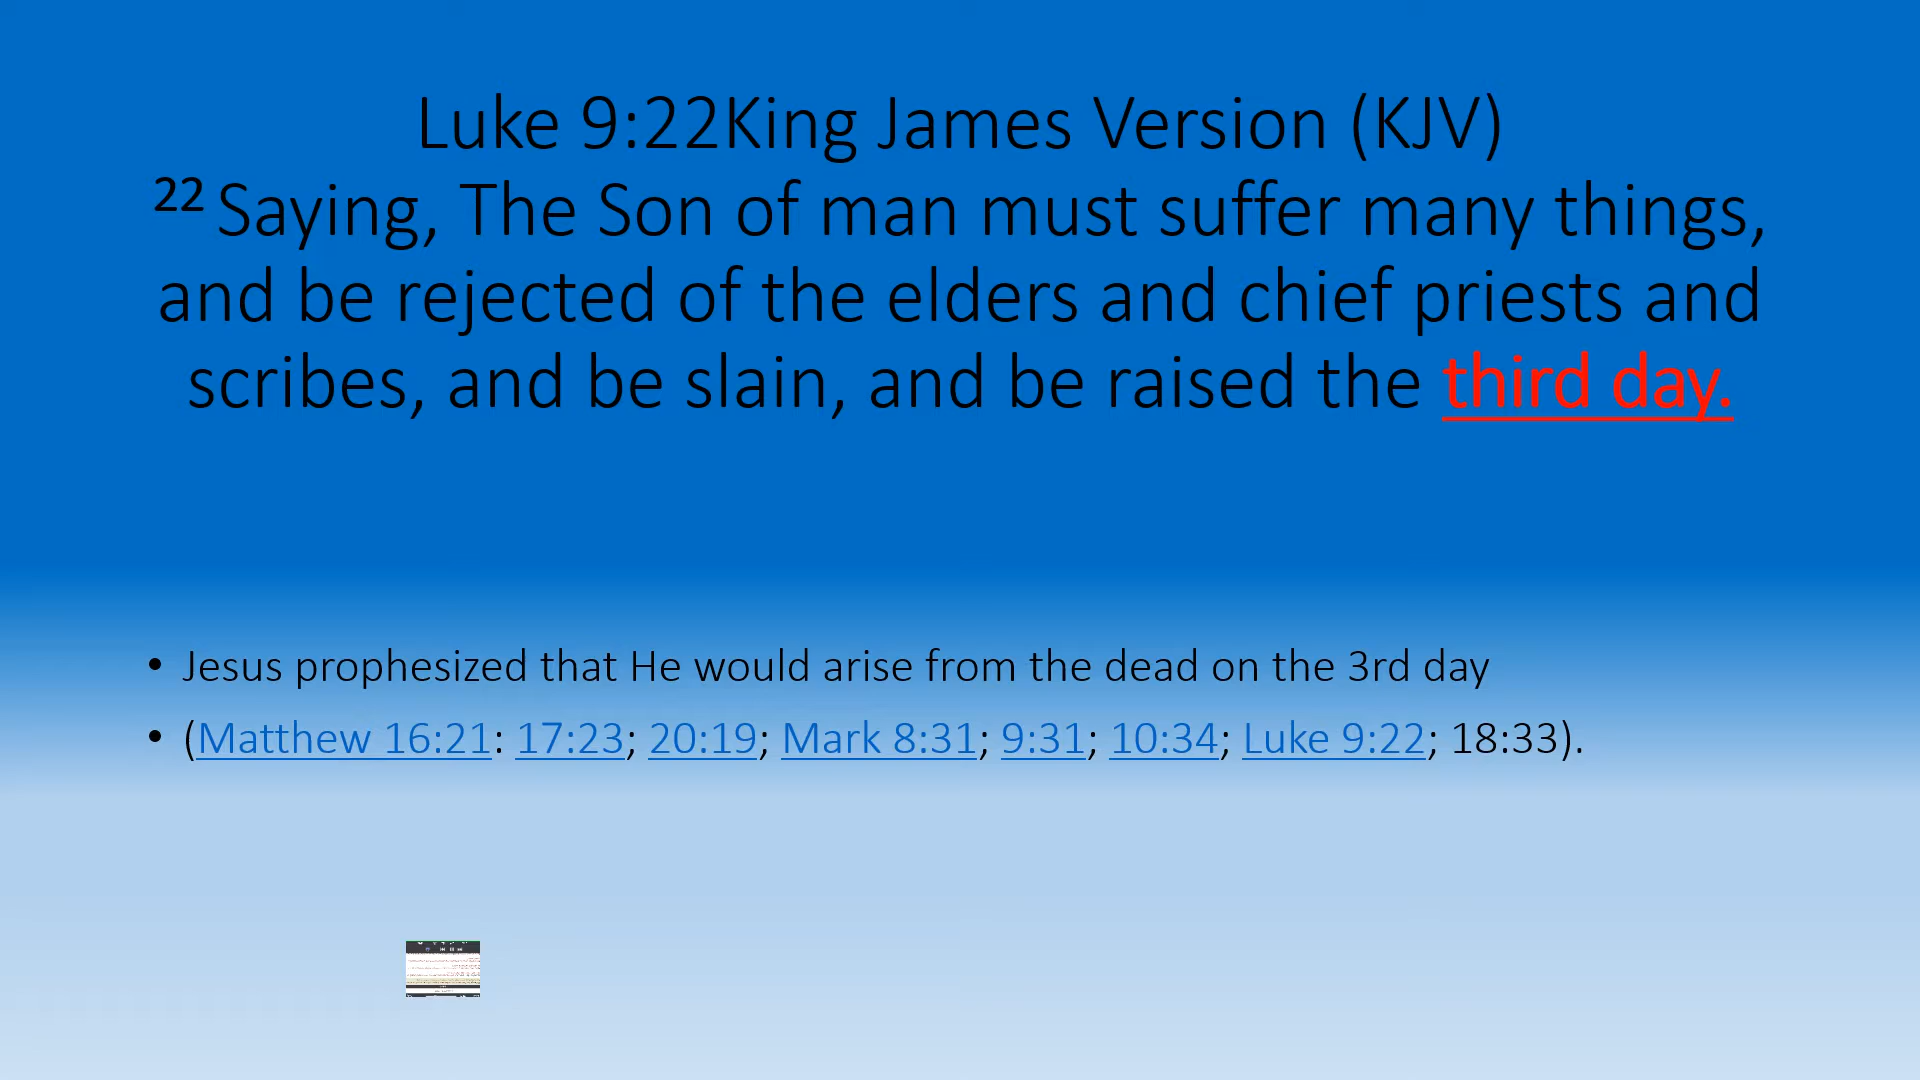 Luke 9:22King James Version (KJV)
22 Saying, The Son of man must suffer many things,
and be rejected of the elders and chief priests and
scribes, and be slain, and be raised the third day.
• Jesus prophesized that He would arise from the dead on the 3rd day
• (Matthew 16:21: 17:23; 20:19; Mark 8:31; 9:31; 10:34; Luke 9:22; 18:33).